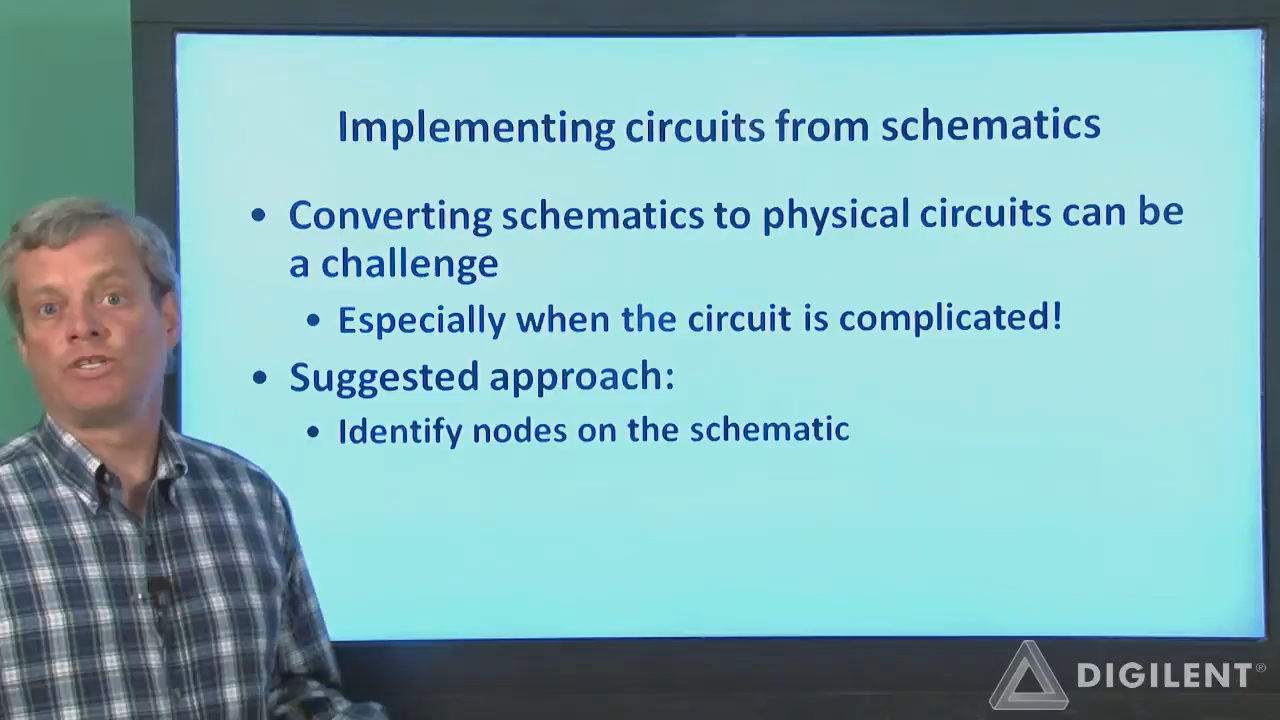 Implementing circuits from schematics
• Converting schematics to physical circuits can be
a challenge
• Especially when the circuit is complicated!
• Suggested approach:
• Identify nodes on the schematic
DIGILENT®